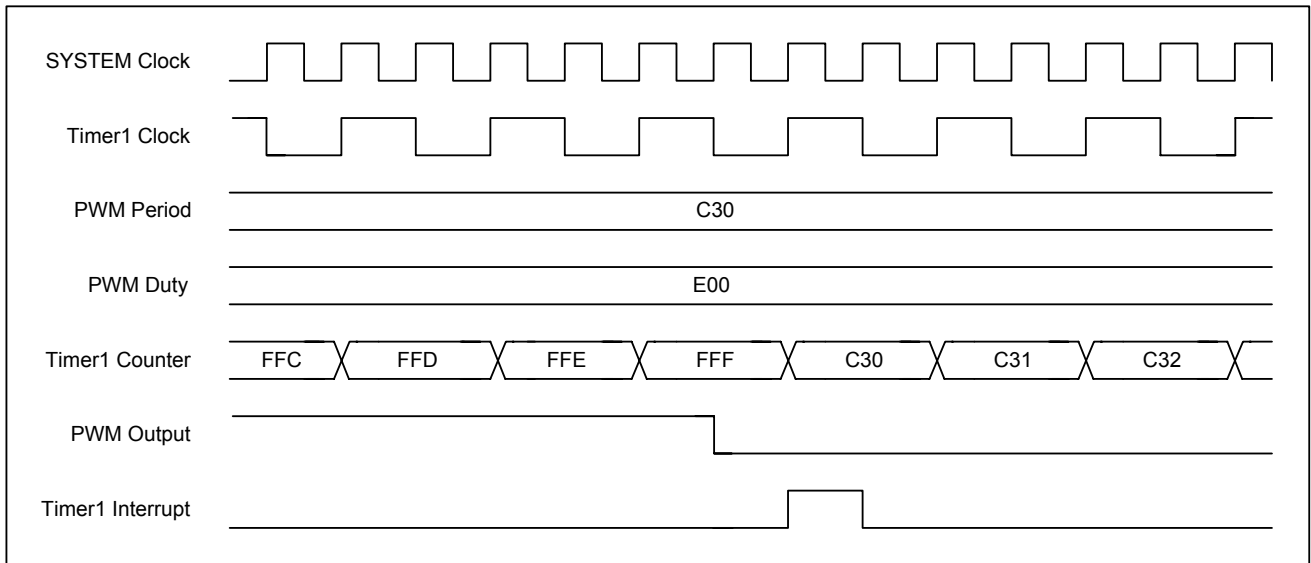 SYSTEM Clock
Timer1 Clock
PWM Period
C30
PWM Duty
E00
Timer1 Counter
FFC FFD FFE FFF C30 C31 C32
PWM Output
Timer1 Interrupt